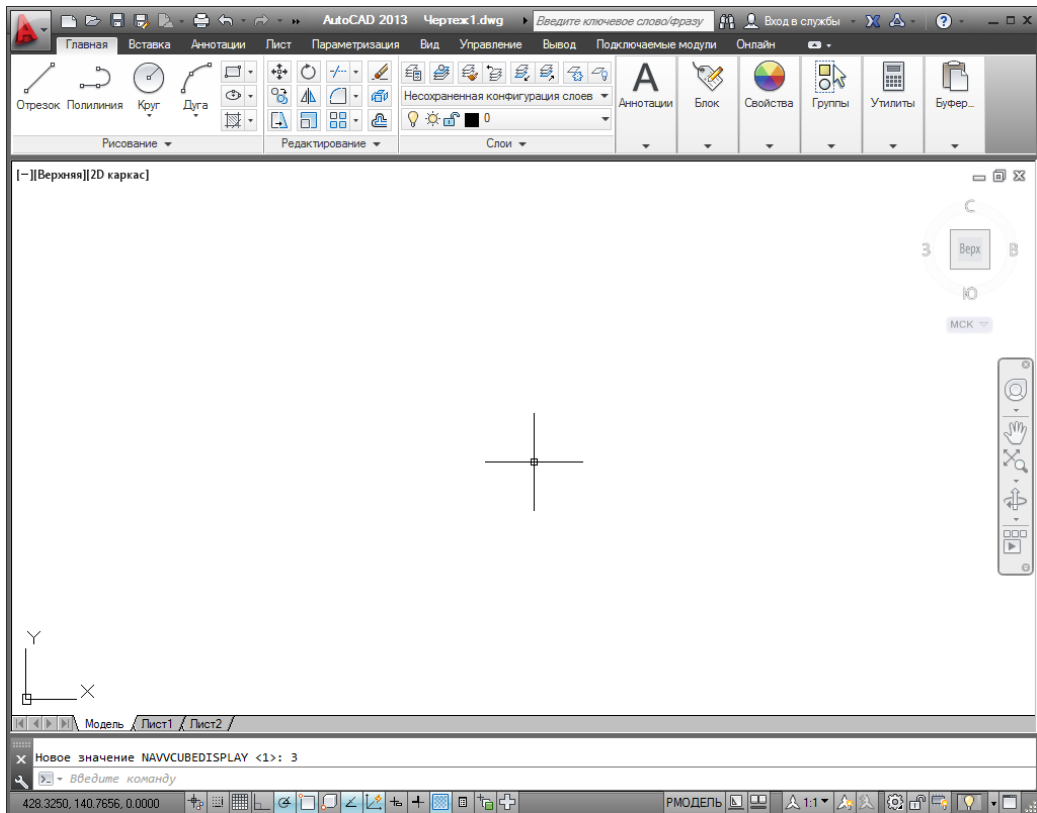 AutoCAD 2013 Чертеж1.dwg Введите ключевое слово/фразу Вход в службы
Главная Вставка Аннотации Лист Параметризация Вид Управление Вывод Подключаемые модули Онлайн
Отрезок Полилиния Круг Дуга
Несохраненная конфигурация слоев
0
Аннотации Блок Свойства Группы Утилиты Буфер...
Рисование Редактирование Слои
[−][Верхняя][2D каркас]
С
З Верх В
Ю
МСК
Y
X
Модель Лист1 Лист2
Новое значение NAVVCUBEDISPLAY <1>: 3
Введите команду
428.3250, 140.7656, 0.0000 РМОДЕЛЬ 1:1